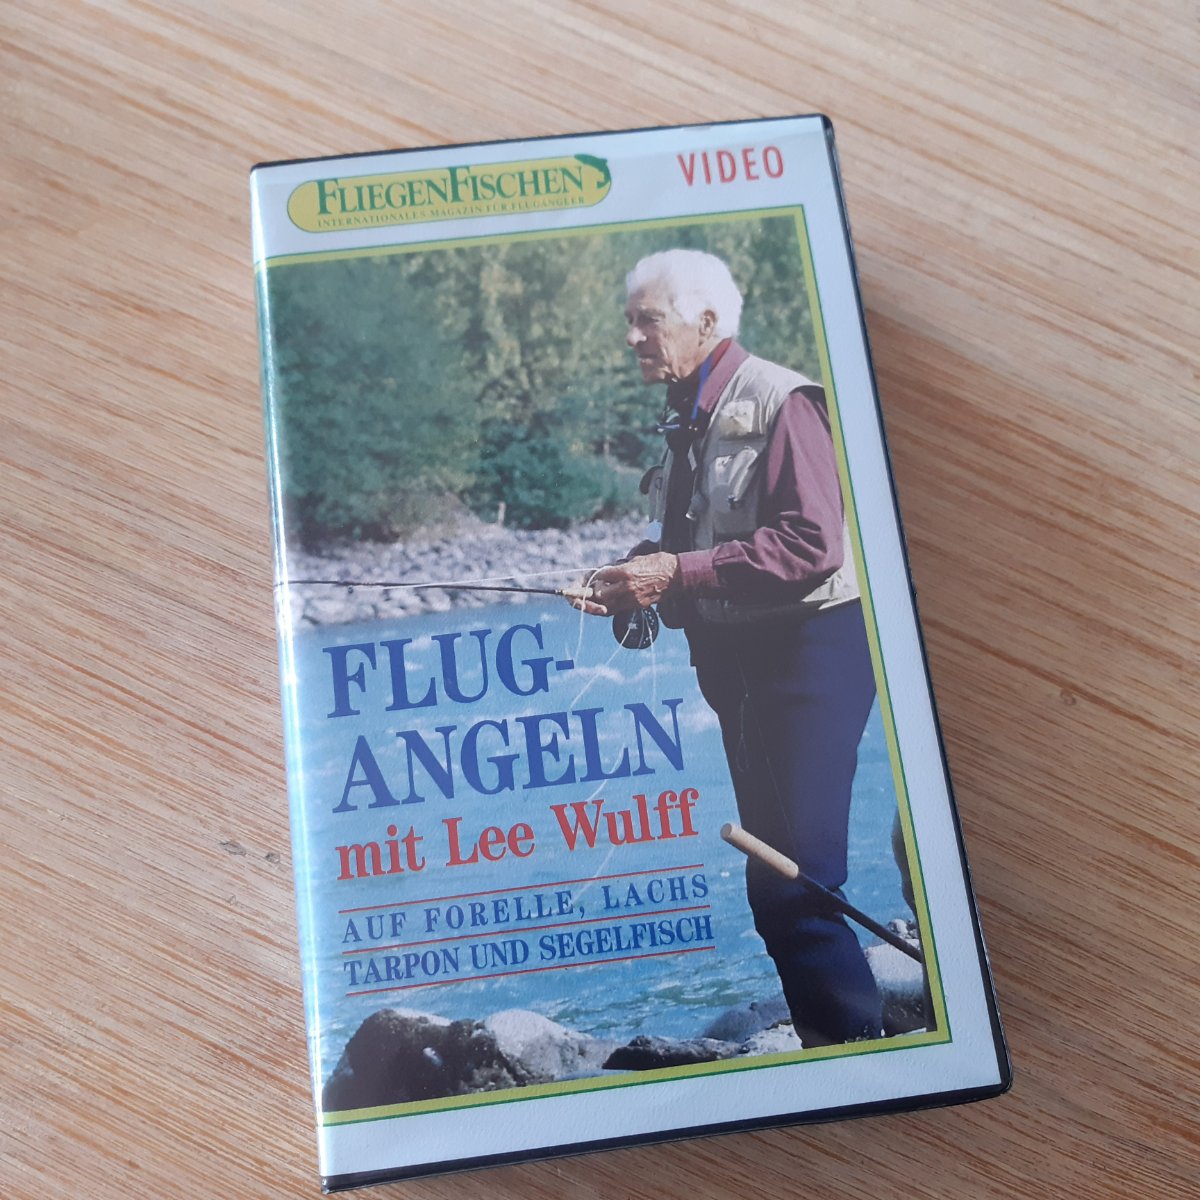 FLIEGENFISCHEN
INTERNATIONALES MAGAZIN FÜR FLUGANGLER
VIDEO
FLUG-
ANGELN
mit Lee Wulff
AUF FORELLE, LACHS
TARPON UND SEGELFISCH